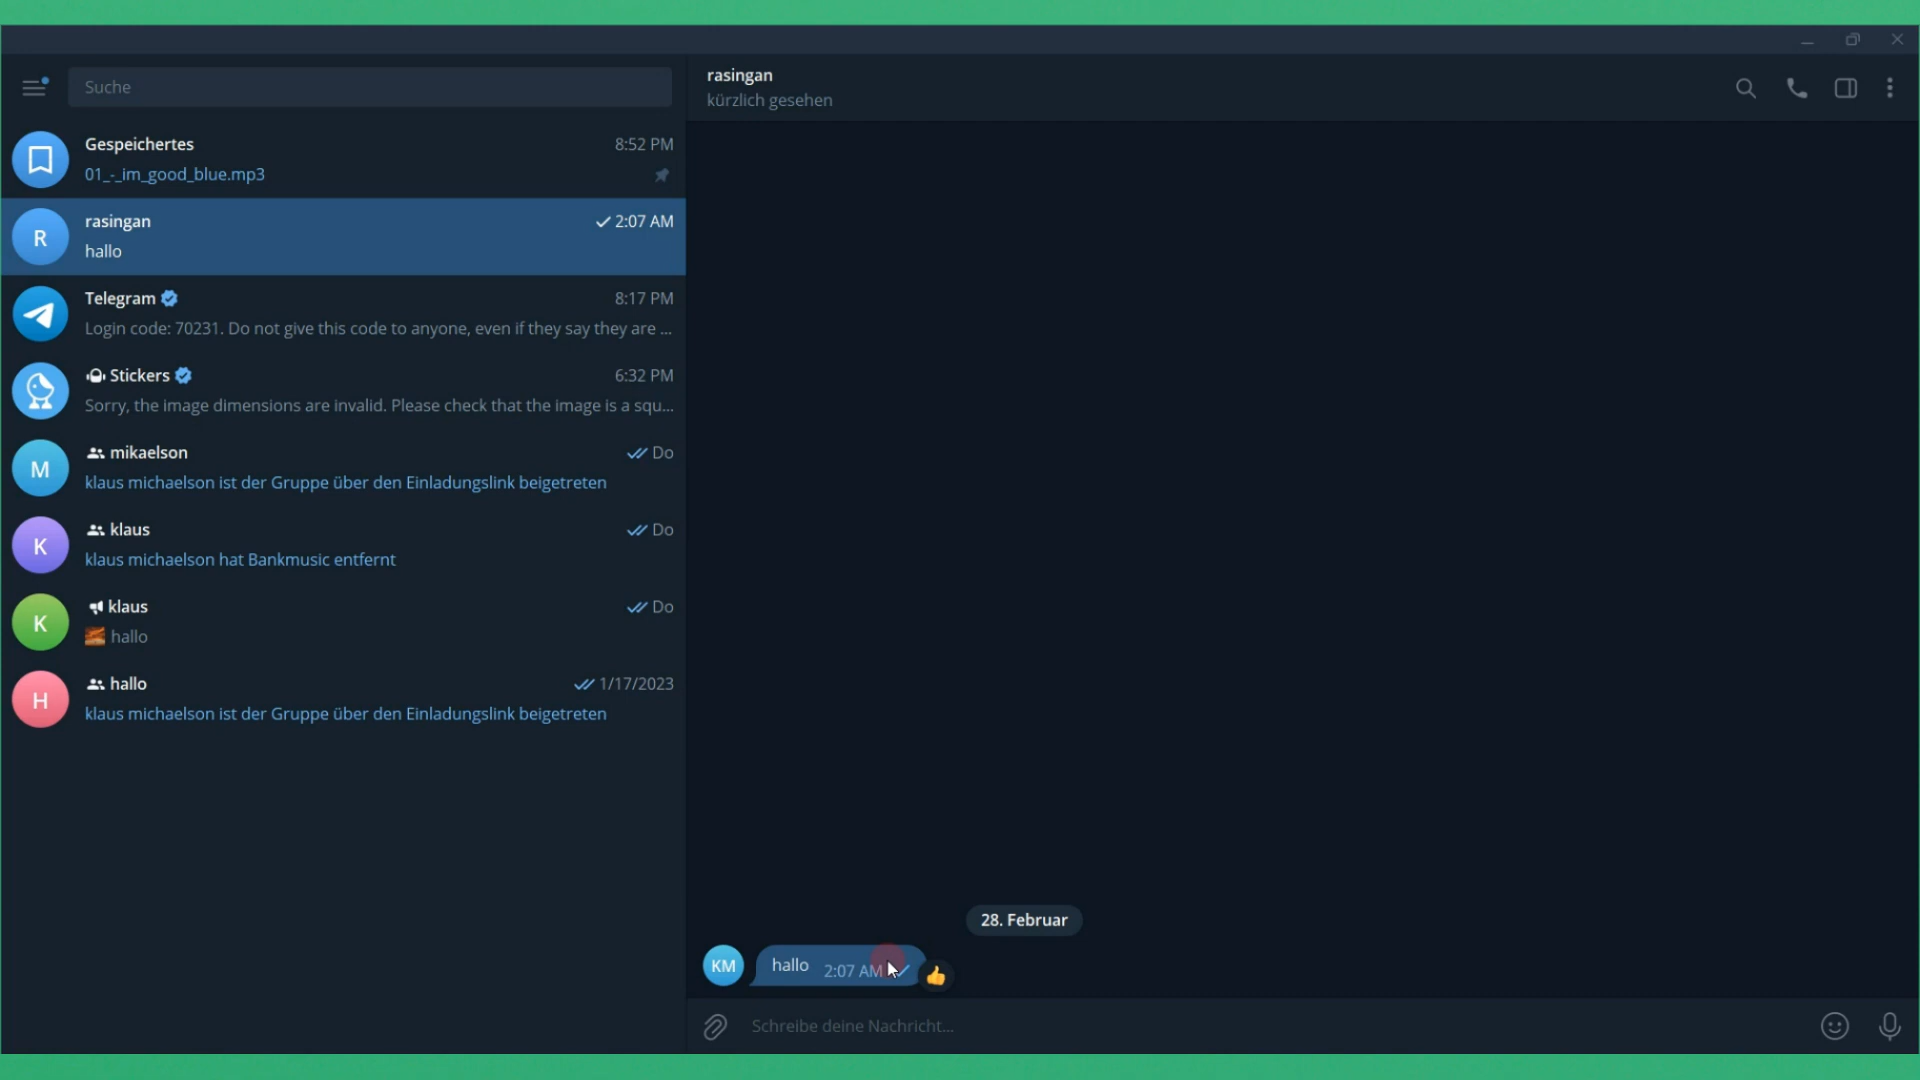 Suche
Gespeichertes 8:52 PM
01_-_im_good_blue.mp3
R
rasingan 2:07 AM
hallo
Telegram 8:17 PM
Login code: 70231. Do not give this code to anyone, even if they say they are ...
Stickers 6:32 PM
Sorry, the image dimensions are invalid. Please check that the image is a squ...
M
mikaelson Do
klaus michaelson ist der Gruppe über den Einladungslink beigetreten
K
klaus Do
klaus michaelson hat Bankmusic entfernt
K
klaus Do
hallo
H
hallo 1/17/2023
klaus michaelson ist der Gruppe über den Einladungslink beigetreten
rasingan
kürzlich gesehen
28. Februar
KM
hallo 2:07 AM
Schreibe deine Nachricht...